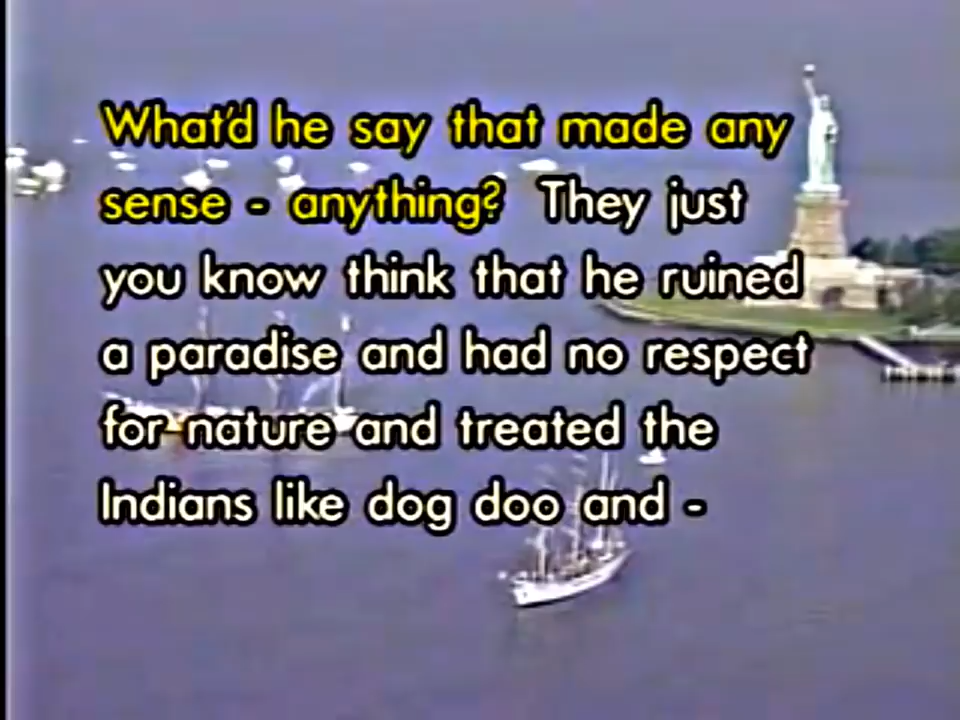 What'd he say that made any
sense - anything? They just
you know think that he ruined
a paradise and had no respect
for nature and treated the
Indians like dog doo and -